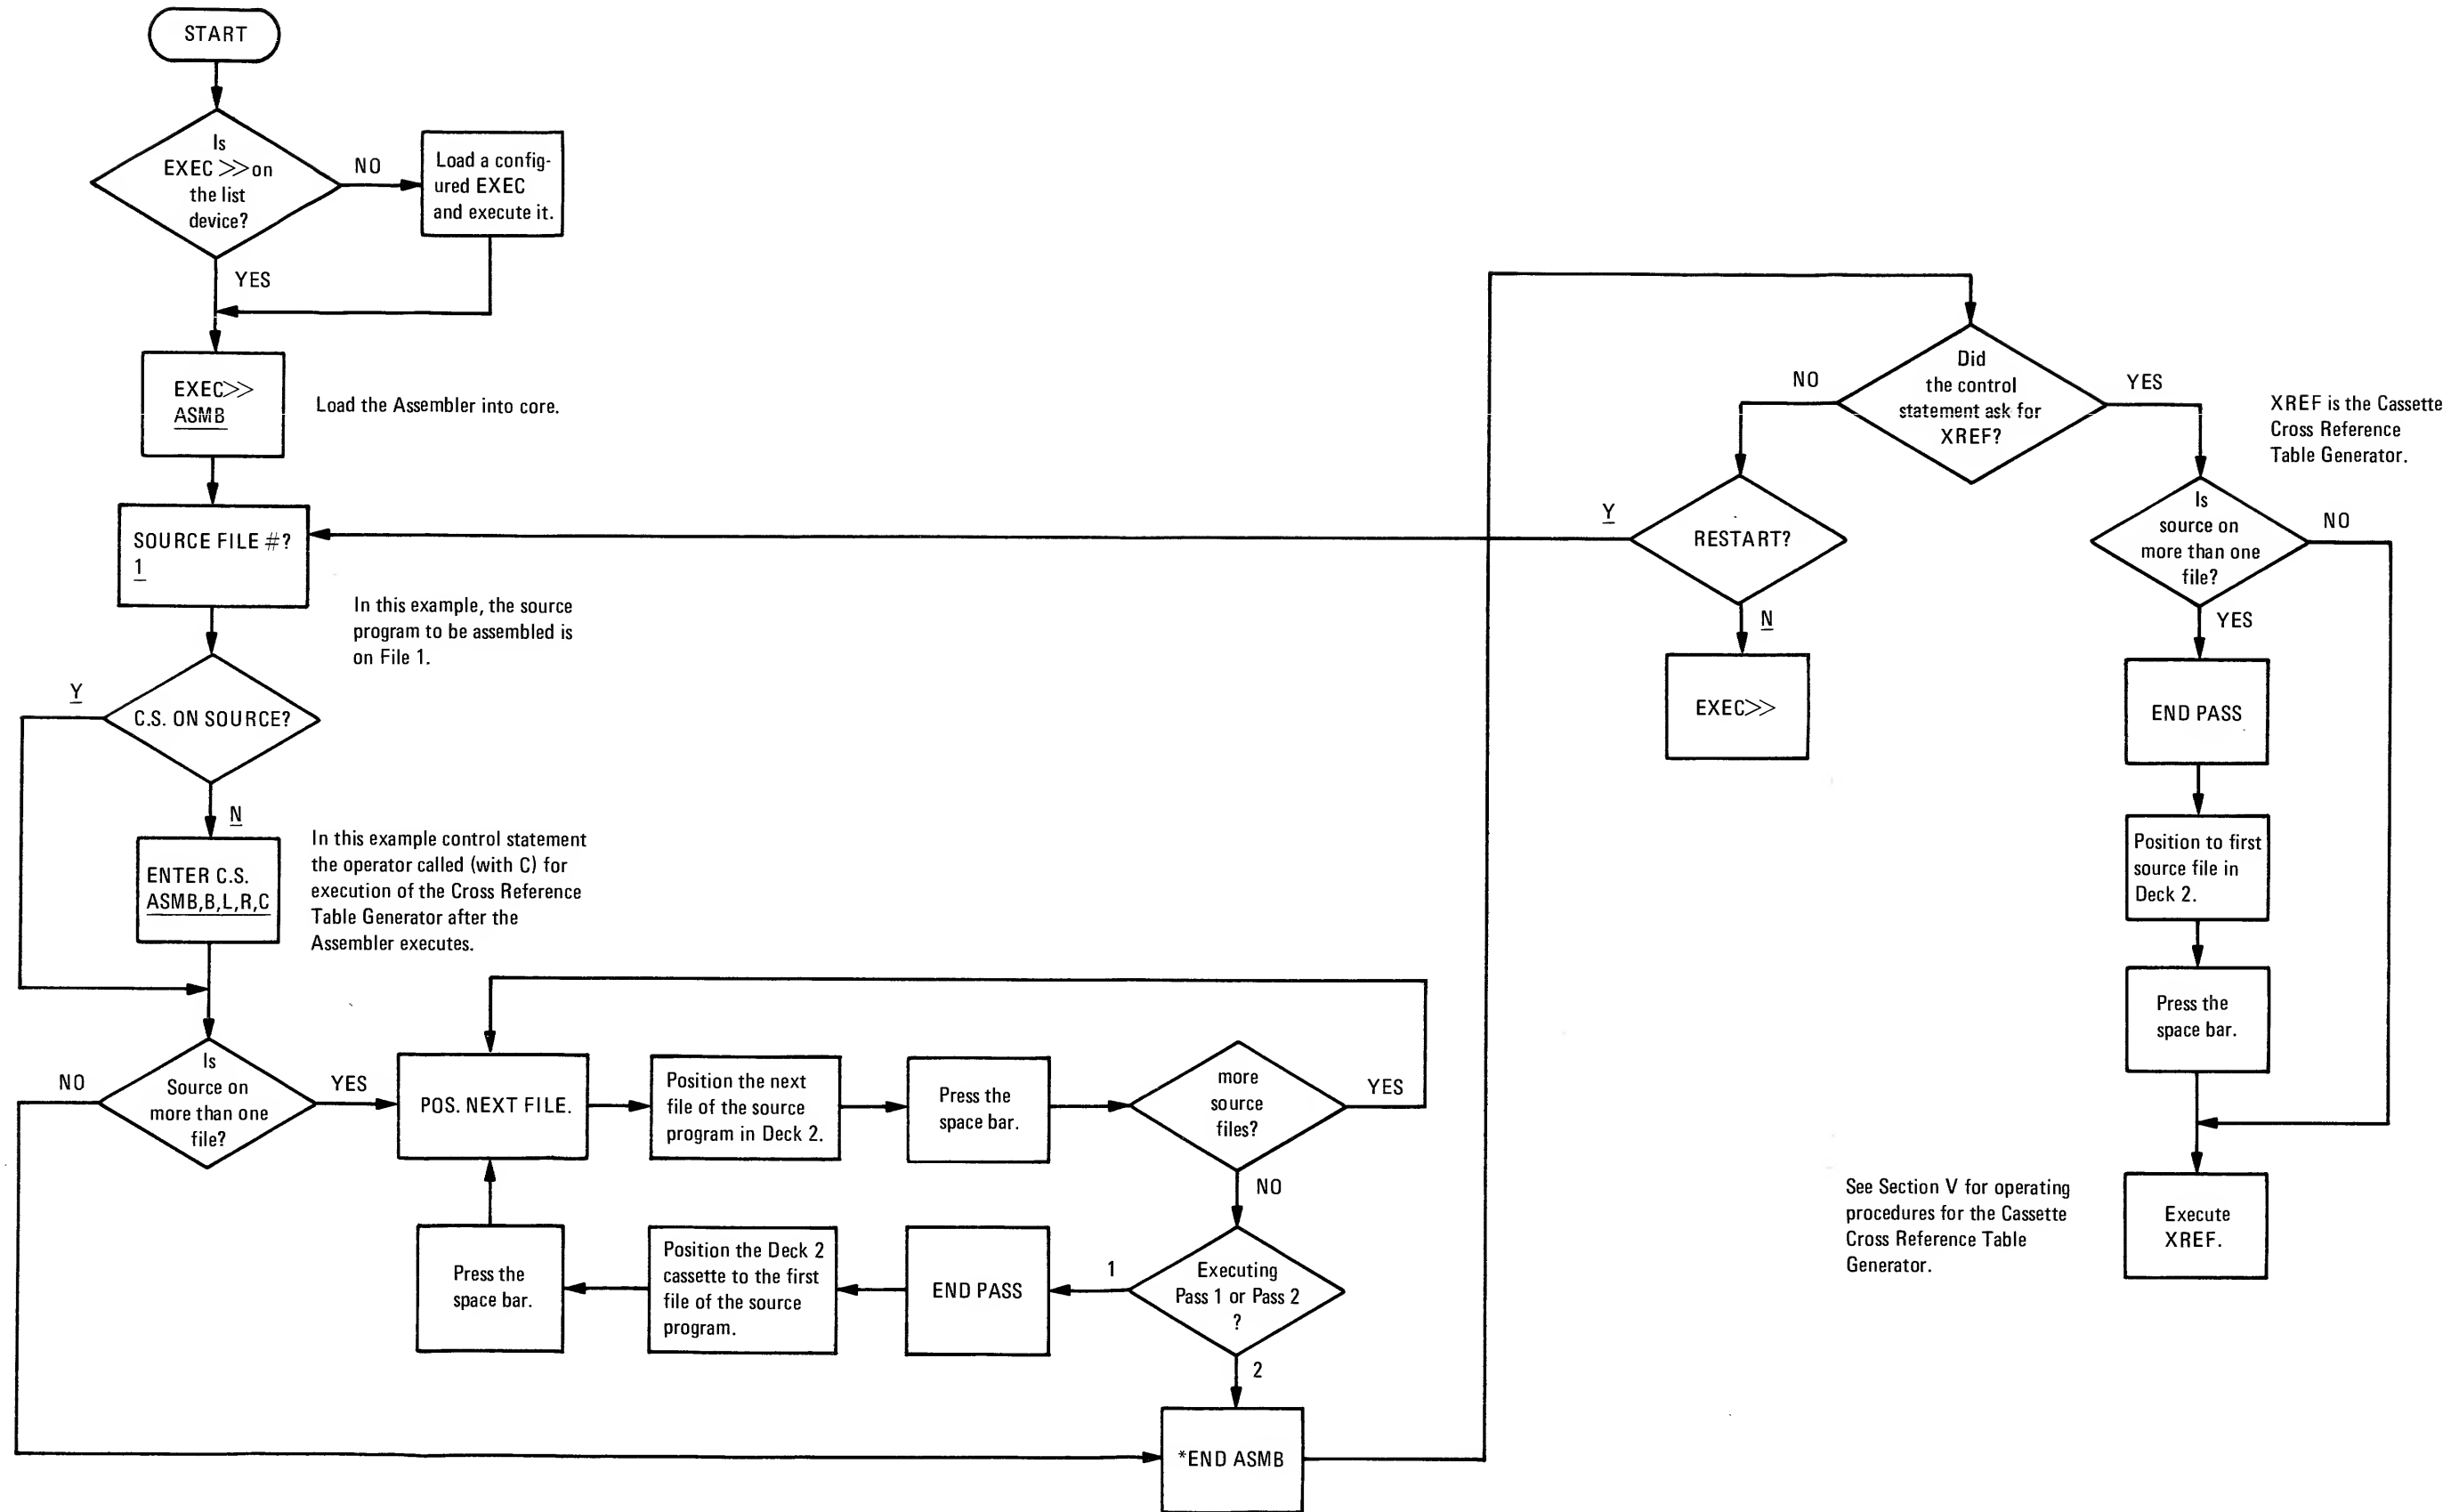 START
Is
EXEC >> on
the list
device?
NO
Load a config-
ured EXEC
and execute it.
YES
EXEC>>
ASMB
Load the Assembler into core.
SOURCE FILE #?
1
In this example, the source
program to be assembled is
on File 1.
C.S. ON SOURCE?
Y
N
ENTER C.S.
ASMB,B,L,R,C
In this example control statement
the operator called (with C) for
execution of the Cross Reference
Table Generator after the
Assembler executes.
Is
Source on
more than one
file?
NO
YES
POS. NEXT FILE.
Position the next
file of the source
program in Deck 2.
Press the
space bar.
more
source
files?
YES
NO
Executing
Pass 1 or Pass 2
?
1
END PASS
Position the Deck 2
cassette to the first
file of the source
program.
Press the
space bar.
2
*END ASMB
Did
the control
statement ask for
XREF?
NO
YES
XREF is the Cassette
Cross Reference
Table Generator.
RESTART?
Y
N
EXEC>>
Is
source on
more than one
file?
NO
YES
END PASS
Position to first
source file in
Deck 2.
Press the
space bar.
See Section V for operating
procedures for the Cassette
Cross Reference Table
Generator.
Execute
XREF.